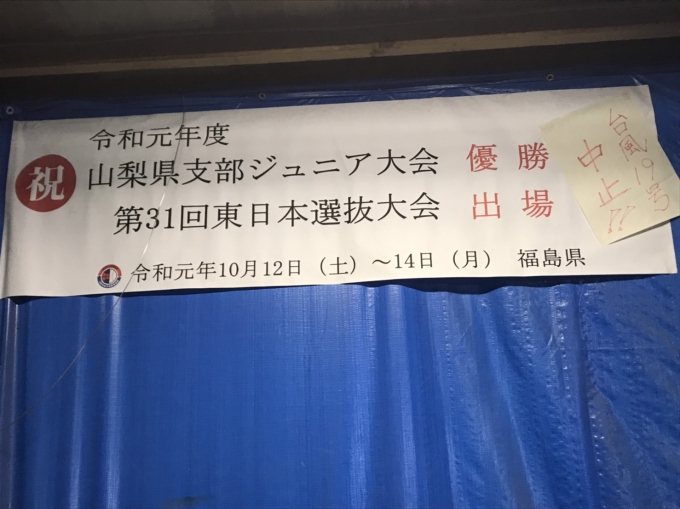 祝
令和元年度
山梨県支部ジュニア大会 優勝
第31回東日本選抜大会 出場
令和元年10月12日(土)~14日(月) 福島県
台風19号
中止